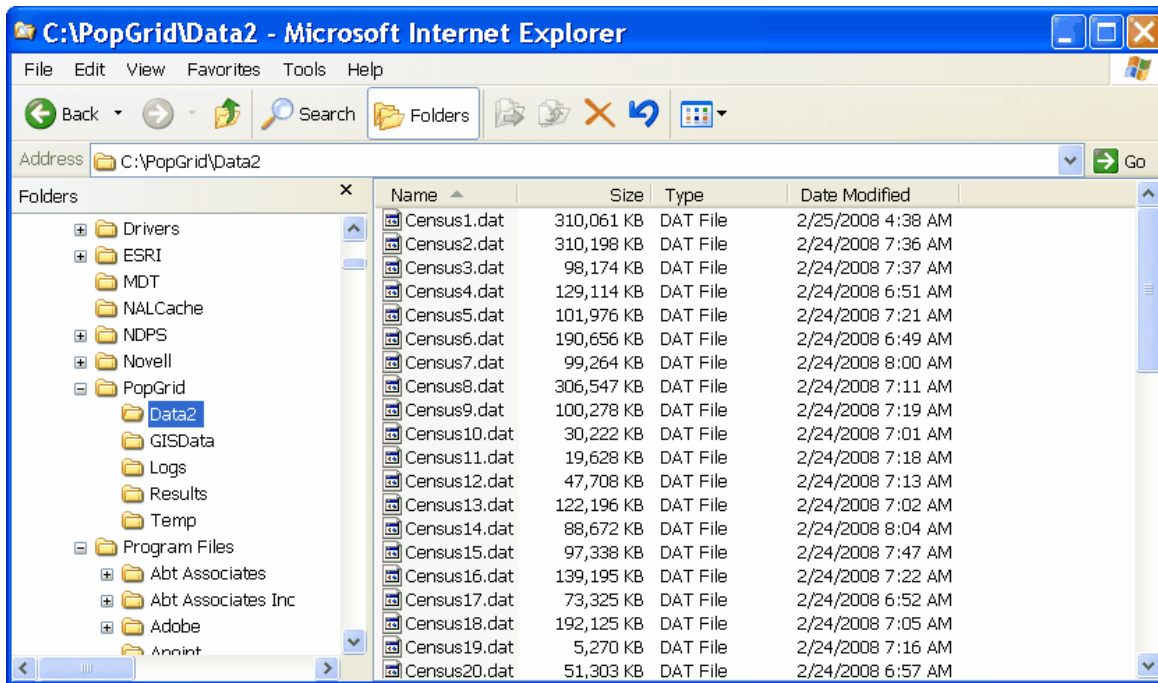 C:\PopGrid\Data2 - Microsoft Internet Explorer
File Edit View Favorites Tools Help
Back Search Folders
Address C:\PopGrid\Data2 Go
Folders
Drivers
ESRI
MDT
NALCache
NDPS
Novell
PopGrid
Data2
GISData
Logs
Results
Temp
Program Files
Abt Associates
Abt Associates Inc
Adobe
Name Size Type Date Modified
Census1.dat 310,061 KB DAT File 2/25/2008 4:38 AM
Census2.dat 310,198 KB DAT File 2/24/2008 7:36 AM
Census3.dat 98,174 KB DAT File 2/24/2008 7:37 AM
Census4.dat 129,114 KB DAT File 2/24/2008 6:51 AM
Census5.dat 101,976 KB DAT File 2/24/2008 7:21 AM
Census6.dat 190,656 KB DAT File 2/24/2008 6:49 AM
Census7.dat 99,264 KB DAT File 2/24/2008 8:00 AM
Census8.dat 306,547 KB DAT File 2/24/2008 7:11 AM
Census9.dat 100,278 KB DAT File 2/24/2008 7:19 AM
Census10.dat 30,222 KB DAT File 2/24/2008 7:01 AM
Census11.dat 19,628 KB DAT File 2/24/2008 7:18 AM
Census12.dat 47,708 KB DAT File 2/24/2008 7:13 AM
Census13.dat 122,196 KB DAT File 2/24/2008 7:02 AM
Census14.dat 88,672 KB DAT File 2/24/2008 8:04 AM
Census15.dat 97,338 KB DAT File 2/24/2008 7:47 AM
Census16.dat 139,195 KB DAT File 2/24/2008 7:22 AM
Census17.dat 73,325 KB DAT File 2/24/2008 6:52 AM
Census18.dat 192,125 KB DAT File 2/24/2008 7:05 AM
Census19.dat 5,270 KB DAT File 2/24/2008 7:16 AM
Census20.dat 51,303 KB DAT File 2/24/2008 6:57 AM